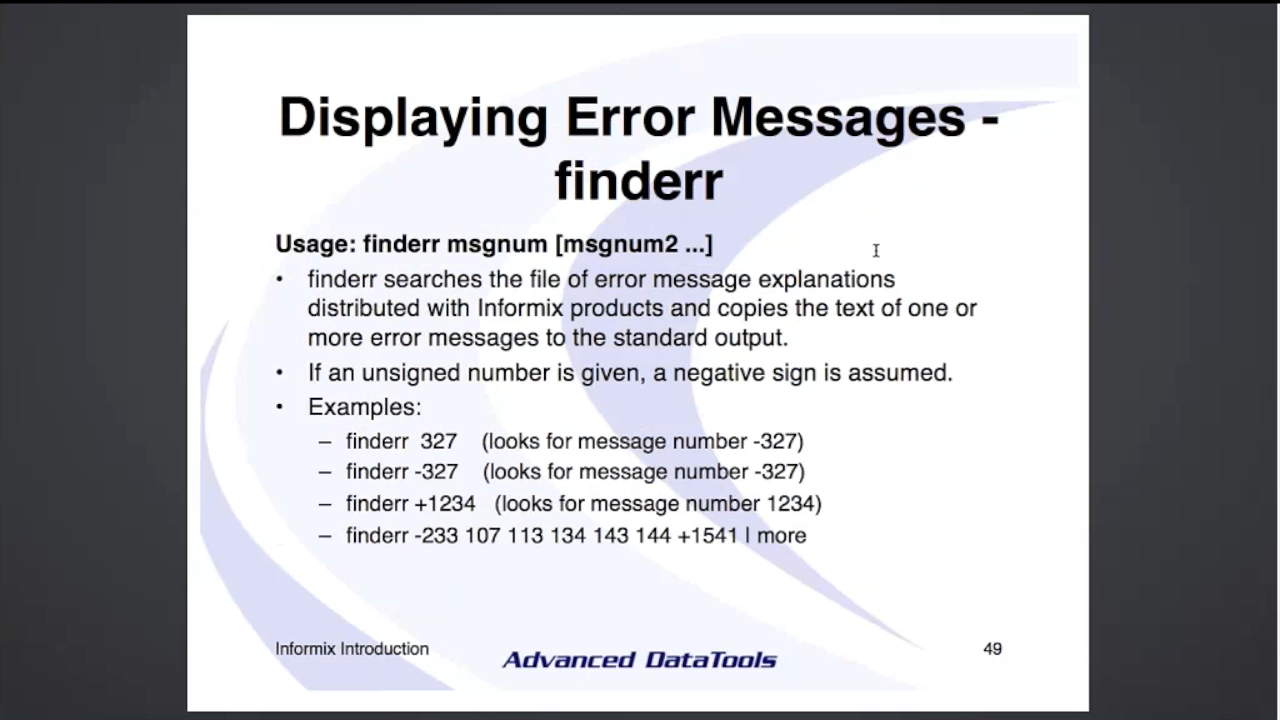 Displaying Error Messages -
finderr
Usage: finderr msgnum [msgnum2 ...]
• finderr searches the file of error message explanations
distributed with Informix products and copies the text of one or
more error messages to the standard output.
• If an unsigned number is given, a negative sign is assumed.
• Examples:
– finderr 327 (looks for message number -327)
– finderr -327 (looks for message number -327)
– finderr +1234 (looks for message number 1234)
– finderr -233 107 113 134 143 144 +1541 | more
Informix Introduction
Advanced DataTools
49